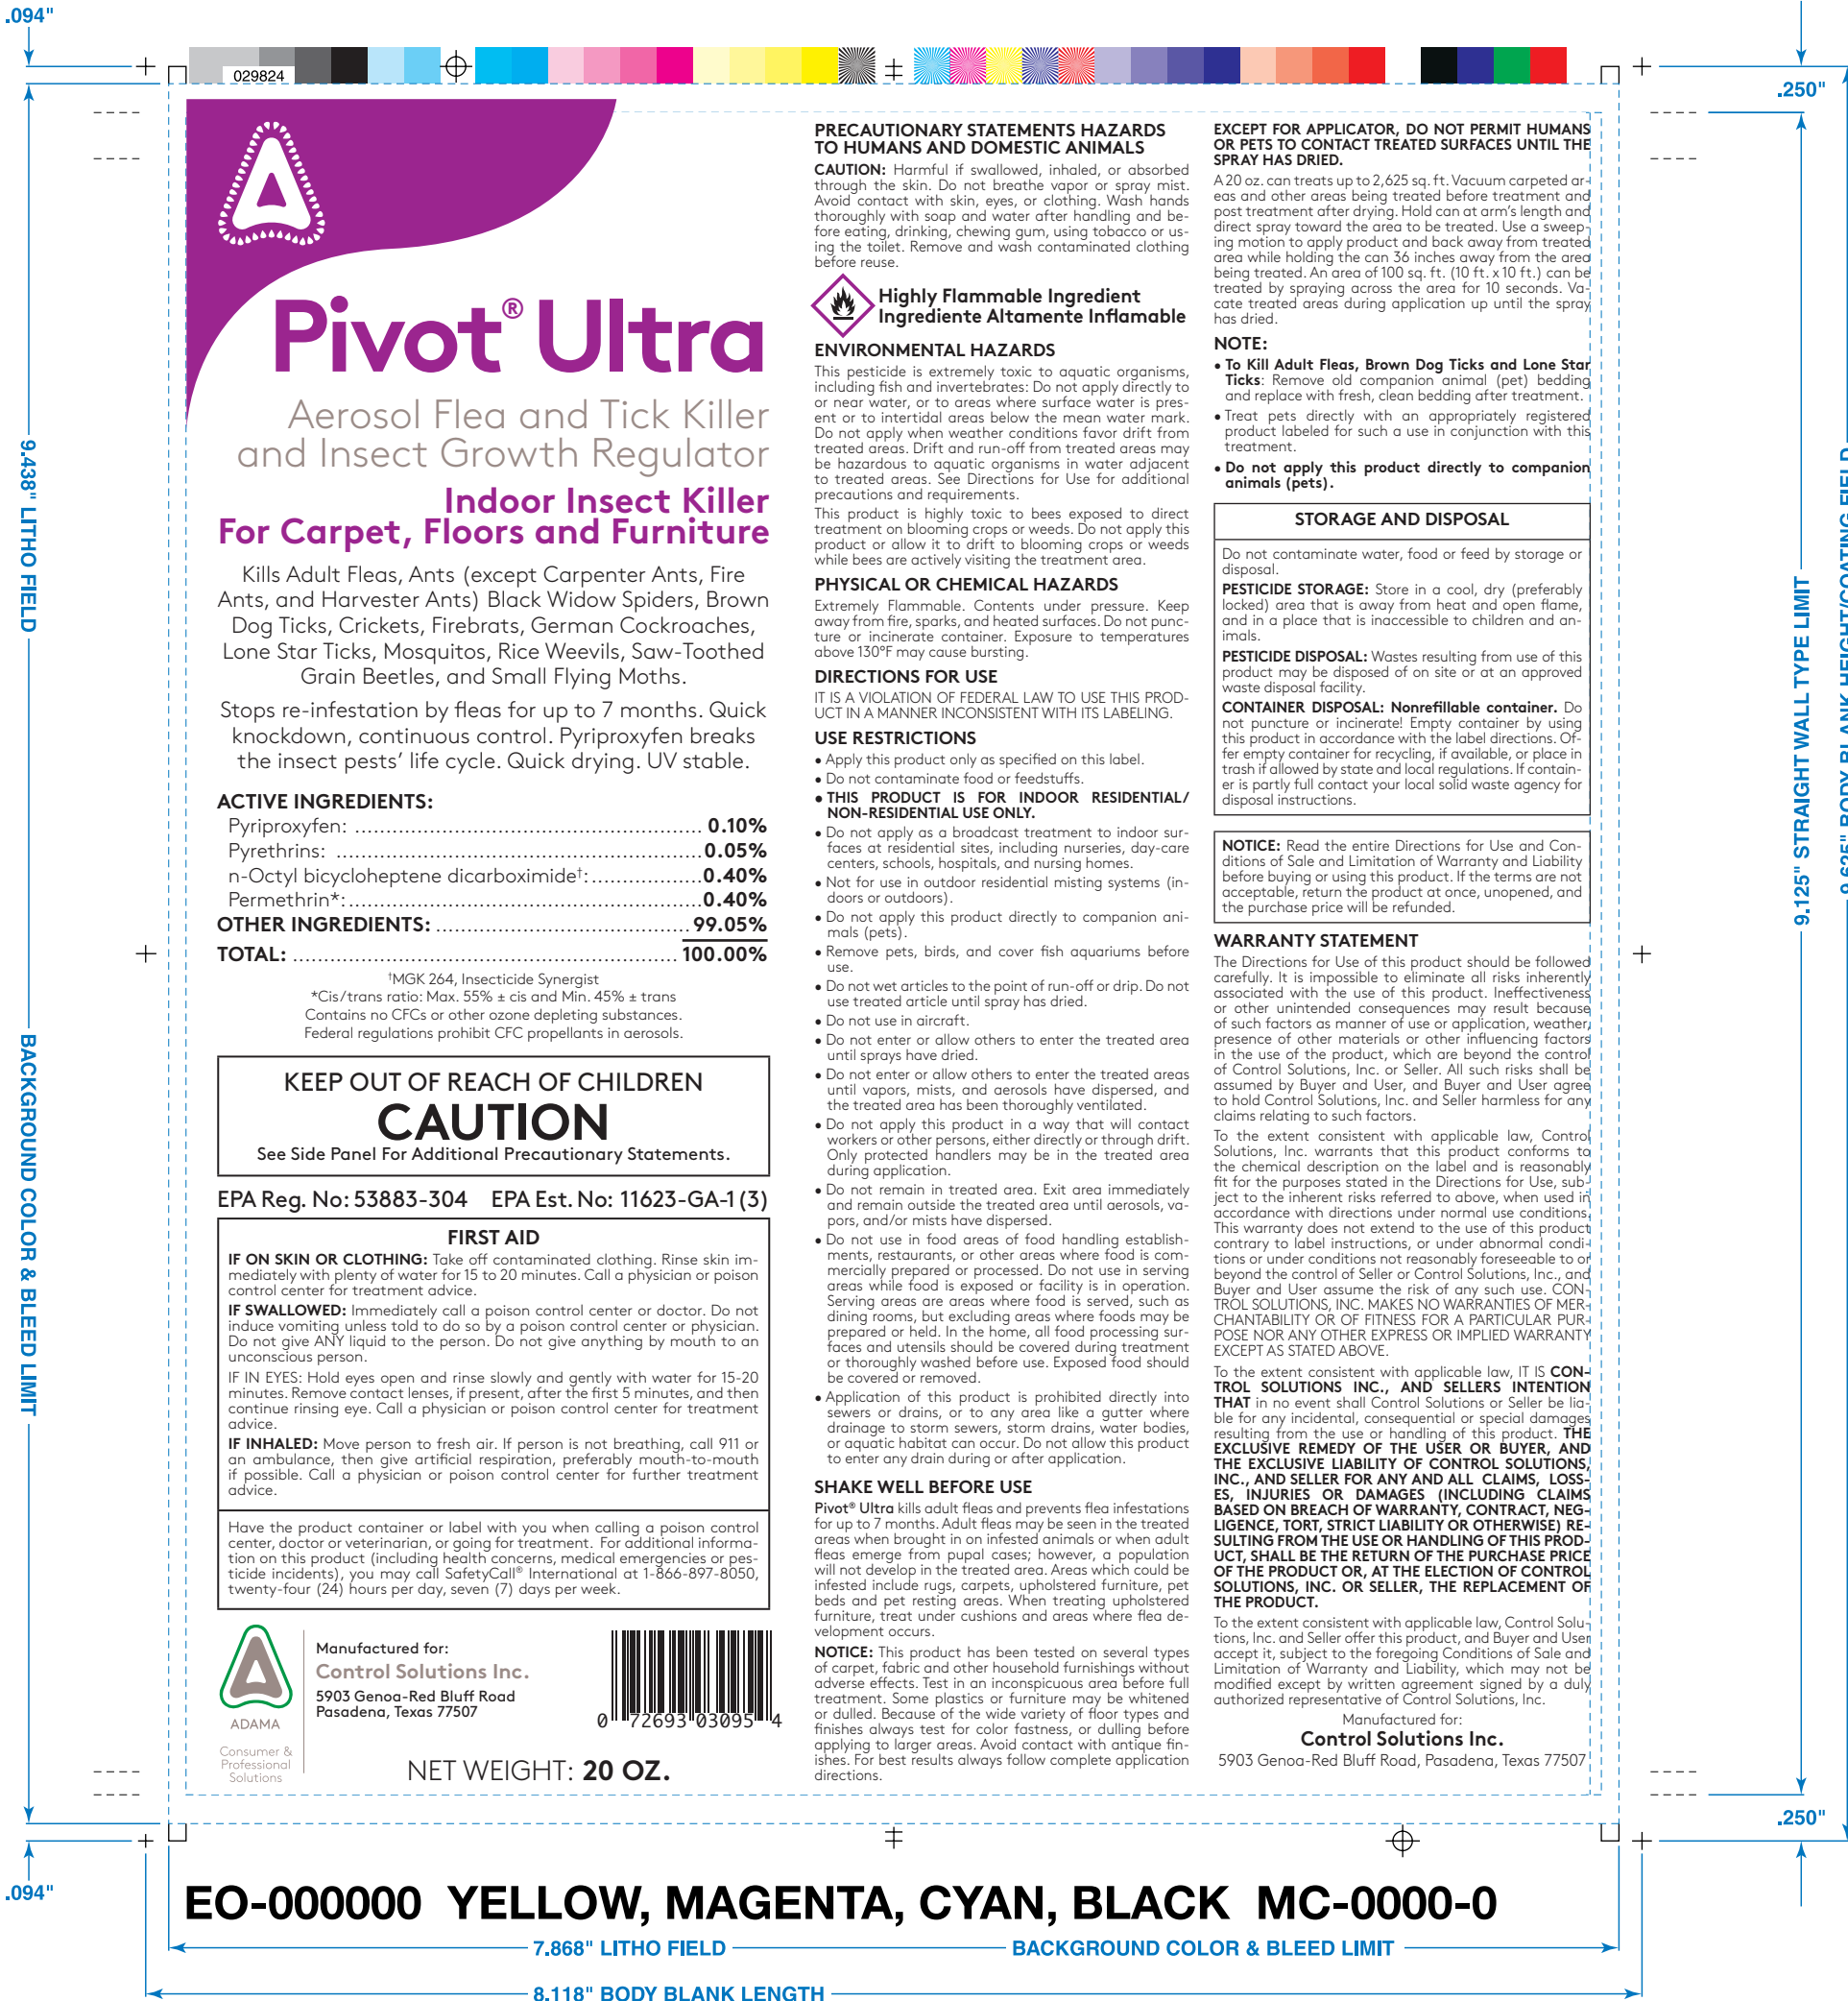 .094"
029824
.250"
9.438" LITHO FIELD
BACKGROUND COLOR & BLEED LIMIT
Pivot® Ultra
Aerosol Flea and Tick Killer
and Insect Growth Regulator
Indoor Insect Killer
For Carpet, Floors and Furniture
Kills Adult Fleas, Ants (except Carpenter Ants, Fire
Ants, and Harvester Ants) Black Widow Spiders, Brown
Dog Ticks, Crickets, Firebrats, German Cockroaches,
Lone Star Ticks, Mosquitos, Rice Weevils, Saw-Toothed
Grain Beetles, and Small Flying Moths.
Stops re-infestation by fleas for up to 7 months. Quick
knockdown, continuous control. Pyriproxyfen breaks
the insect pests' life cycle. Quick drying. UV stable.
ACTIVE INGREDIENTS:
Pyriproxyfen: ..................................................... 0.10%
Pyrethrins: ........................................................ 0.05%
n-Octyl bicycloheptene dicarboximide†: ................. 0.40%
Permethrin*: ...................................................... 0.40%
OTHER INGREDIENTS: ....................................... 99.05%
TOTAL: ........................................................... 100.00%
†MGK 264, Insecticide Synergist
*Cis/trans ratio: Max. 55% ± cis and Min. 45% ± trans
Contains no CFCs or other ozone depleting substances.
Federal regulations prohibit CFC propellants in aerosols.
KEEP OUT OF REACH OF CHILDREN
CAUTION
See Side Panel For Additional Precautionary Statements.
EPA Reg. No: 53883-304 EPA Est. No: 11623-GA-1 (3)
FIRST AID
IF ON SKIN OR CLOTHING: Take off contaminated clothing. Rinse skin im-
mediately with plenty of water for 15 to 20 minutes. Call a physician or poison
control center for treatment advice.
IF SWALLOWED: Immediately call a poison control center or doctor. Do not
induce vomiting unless told to do so by a poison control center or physician.
Do not give ANY liquid to the person. Do not give anything by mouth to an
unconscious person.
IF IN EYES: Hold eyes open and rinse slowly and gently with water for 15-20
minutes. Remove contact lenses, if present, after the first 5 minutes, and then
continue rinsing eye. Call a physician or poison control center for treatment
advice.
IF INHALED: Move person to fresh air. If person is not breathing, call 911 or
an ambulance, then give artificial respiration, preferably mouth-to-mouth
if possible. Call a physician or poison control center for further treatment
advice.
Have the product container or label with you when calling a poison control
center, doctor or veterinarian, or going for treatment. For additional informa-
tion on this product (including health concerns, medical emergencies or pes-
ticide incidents), you may call SafetyCall® International at 1-866-897-8050,
twenty-four (24) hours per day, seven (7) days per week.
ADAMA
Consumer &
Professional
Solutions
Manufactured for:
Control Solutions Inc.
5903 Genoa-Red Bluff Road
Pasadena, Texas 77507
0 72693 03095 4
NET WEIGHT: 20 OZ.
PRECAUTIONARY STATEMENTS HAZARDS
TO HUMANS AND DOMESTIC ANIMALS
CAUTION: Harmful if swallowed, inhaled, or absorbed
through the skin. Do not breathe vapor or spray mist.
Avoid contact with skin, eyes, or clothing. Wash hands
thoroughly with soap and water after handling and be-
fore eating, drinking, chewing gum, using tobacco or us-
ing the toilet. Remove and wash contaminated clothing
before reuse.
Highly Flammable Ingredient
Ingrediente Altamente Inflamable
ENVIRONMENTAL HAZARDS
This pesticide is extremely toxic to aquatic organisms,
including fish and invertebrates: Do not apply directly to
or near water, or to areas where surface water is pres-
ent or to intertidal areas below the mean water mark.
Do not apply when weather conditions favor drift from
treated areas. Drift and run-off from treated areas may
be hazardous to aquatic organisms in water adjacent
to treated areas. See Directions for Use for additional
precautions and requirements.
This product is highly toxic to bees exposed to direct
treatment on blooming crops or weeds. Do not apply this
product or allow it to drift to blooming crops or weeds
while bees are actively visiting the treatment area.
PHYSICAL OR CHEMICAL HAZARDS
Extremely Flammable. Contents under pressure. Keep
away from fire, sparks, and heated surfaces. Do not punc-
ture or incinerate container. Exposure to temperatures
above 130°F may cause bursting.
DIRECTIONS FOR USE
IT IS A VIOLATION OF FEDERAL LAW TO USE THIS PROD-
UCT IN A MANNER INCONSISTENT WITH ITS LABELING.
USE RESTRICTIONS
• Apply this product only as specified on this label.
• Do not contaminate food or feedstuffs.
• THIS PRODUCT IS FOR INDOOR RESIDENTIAL/
NON-RESIDENTIAL USE ONLY.
• Do not apply as a broadcast treatment to indoor sur-
faces at residential sites, including nurseries, day-care
centers, schools, hospitals, and nursing homes.
• Not for use in outdoor residential misting systems (in-
doors or outdoors).
• Do not apply this product directly to companion ani-
mals (pets).
• Remove pets, birds, and cover fish aquariums before
use.
• Do not wet articles to the point of run-off or drip. Do not
use treated article until spray has dried.
• Do not use in aircraft.
• Do not enter or allow others to enter the treated area
until sprays have dried.
• Do not enter or allow others to enter the treated areas
until vapors, mists, and aerosols have dispersed, and
the treated area has been thoroughly ventilated.
• Do not apply this product in a way that will contact
workers or other persons, either directly or through drift.
Only protected handlers may be in the treated area
during application.
• Do not remain in treated area. Exit area immediately
and remain outside the treated area until aerosols, va-
pors, and/or mists have dispersed.
• Do not use in food areas of food handling establish-
ments, restaurants, or other areas where food is com-
mercially prepared or processed. Do not use in serving
areas while food is exposed or facility is in operation.
Serving areas are areas where food is served, such as
dining rooms, but excluding areas where foods may be
prepared or held. In the home, all food processing sur-
faces and utensils should be covered during treatment
or thoroughly washed before use. Exposed food should
be covered or removed.
• Application of this product is prohibited directly into
sewers or drains, or to any area like a gutter where
drainage to storm sewers, storm drains, water bodies,
or aquatic habitat can occur. Do not allow this product
to enter any drain during or after application.
SHAKE WELL BEFORE USE
Pivot® Ultra kills adult fleas and prevents flea infestations
for up to 7 months. Adult fleas may be seen in the treated
areas when brought in on infested animals or when adult
fleas emerge from pupal cases; however, a population
will not develop in the treated area. Areas which could be
infested include rugs, carpets, upholstered furniture, pet
beds and pet resting areas. When treating upholstered
furniture, treat under cushions and areas where flea de-
velopment occurs.
NOTICE: This product has been tested on several types
of carpet, fabric and other household furnishings without
adverse effects. Test in an inconspicuous area before full
treatment. Some plastics or furniture may be whitened
or dulled. Because of the wide variety of floor types and
finishes always test for color fastness, or dulling before
applying to larger areas. Avoid contact with antique fin-
ishes. For best results always follow complete application
directions.
EXCEPT FOR APPLICATOR, DO NOT PERMIT HUMANS
OR PETS TO CONTACT TREATED SURFACES UNTIL THE
SPRAY HAS DRIED.
A 20 oz. can treats up to 2,625 sq. ft. Vacuum carpeted ar-
eas and other areas being treated before treatment and
post treatment after drying. Hold can at arm's length and
direct spray toward the area to be treated. Use a sweep-
ing motion to apply product and back away from treated
area while holding the can 36 inches away from the area
being treated. An area of 100 sq. ft. (10 ft. x 10 ft.) can be
treated by spraying across the area for 10 seconds. Va-
cate treated areas during application up until the spray
has dried.
NOTE:
• To Kill Adult Fleas, Brown Dog Ticks and Lone Star
Ticks: Remove old companion animal (pet) bedding
and replace with fresh, clean bedding after treatment.
• Treat pets directly with an appropriately registered
product labeled for such a use in conjunction with this
treatment.
• Do not apply this product directly to companion
animals (pets).
STORAGE AND DISPOSAL
Do not contaminate water, food or feed by storage or
disposal.
PESTICIDE STORAGE: Store in a cool, dry (preferably
locked) area that is away from heat and open flame,
and in a place that is inaccessible to children and an-
imals.
PESTICIDE DISPOSAL: Wastes resulting from use of this
product may be disposed of on site or at an approved
waste disposal facility.
CONTAINER DISPOSAL: Nonrefillable container. Do
not puncture or incinerate! Empty container by using
this product in accordance with the label directions. Of-
fer empty container for recycling, if available, or place in
trash if allowed by state and local regulations. If contain-
er is partly full contact your local solid waste agency for
disposal instructions.
NOTICE: Read the entire Directions for Use and Con-
ditions of Sale and Limitation of Warranty and Liability
before buying or using this product. If the terms are not
acceptable, return the product at once, unopened, and
the purchase price will be refunded.
WARRANTY STATEMENT
The Directions for Use of this product should be followed
carefully. It is impossible to eliminate all risks inherently
associated with the use of this product. Ineffectiveness
or other unintended consequences may result because
of such factors as manner of use or application, weather,
presence of other materials or other influencing factors
in the use of the product, which are beyond the control
of Control Solutions, Inc. or Seller. All such risks shall be
assumed by Buyer and User, and Buyer and User agree
to hold Control Solutions, Inc. and Seller harmless for any
claims relating to such factors.
To the extent consistent with applicable law, Control
Solutions, Inc. warrants that this product conforms to
the chemical description on the label and is reasonably
fit for the purposes stated in the Directions for Use, sub-
ject to the inherent risks referred to above, when used in
accordance with directions under normal use conditions.
This warranty does not extend to the use of this product
contrary to label instructions, or under abnormal condi-
tions or under conditions not reasonably foreseeable to or
beyond the control of Seller or Control Solutions, Inc., and
Buyer and User assume the risk of any such use. CON-
TROL SOLUTIONS, INC. MAKES NO WARRANTIES OF MER-
CHANTABILITY OR OF FITNESS FOR A PARTICULAR PUR-
POSE NOR ANY OTHER EXPRESS OR IMPLIED WARRANTY
EXCEPT AS STATED ABOVE.
To the extent consistent with applicable law, IT IS CON-
TROL SOLUTIONS INC., AND SELLERS INTENTION
THAT in no event shall Control Solutions or Seller be lia-
ble for any incidental, consequential or special damages
resulting from the use or handling of this product. THE
EXCLUSIVE REMEDY OF THE USER OR BUYER, AND
THE EXCLUSIVE LIABILITY OF CONTROL SOLUTIONS,
INC., AND SELLER FOR ANY AND ALL CLAIMS, LOSS-
ES, INJURIES OR DAMAGES (INCLUDING CLAIMS
BASED ON BREACH OF WARRANTY, CONTRACT, NEG-
LIGENCE, TORT, STRICT LIABILITY OR OTHERWISE) RE-
SULTING FROM THE USE OR HANDLING OF THIS PROD-
UCT, SHALL BE THE RETURN OF THE PURCHASE PRICE
OF THE PRODUCT OR, AT THE ELECTION OF CONTROL
SOLUTIONS, INC. OR SELLER, THE REPLACEMENT OF
THE PRODUCT.
To the extent consistent with applicable law, Control Solu-
tions, Inc. and Seller offer this product, and Buyer and User
accept it, subject to the foregoing Conditions of Sale and
Limitation of Warranty and Liability, which may not be
modified except by written agreement signed by a duly
authorized representative of Control Solutions, Inc.
Manufactured for:
Control Solutions Inc.
5903 Genoa-Red Bluff Road, Pasadena, Texas 77507
9.125" STRAIGHT WALL TYPE LIMIT
9.625" BODY BLANK HEIGHT/COATING FIELD
.250"
.094"
EO-000000 YELLOW, MAGENTA, CYAN, BLACK MC-0000-0
7.868" LITHO FIELD
BACKGROUND COLOR & BLEED LIMIT
8.118" BODY BLANK LENGTH